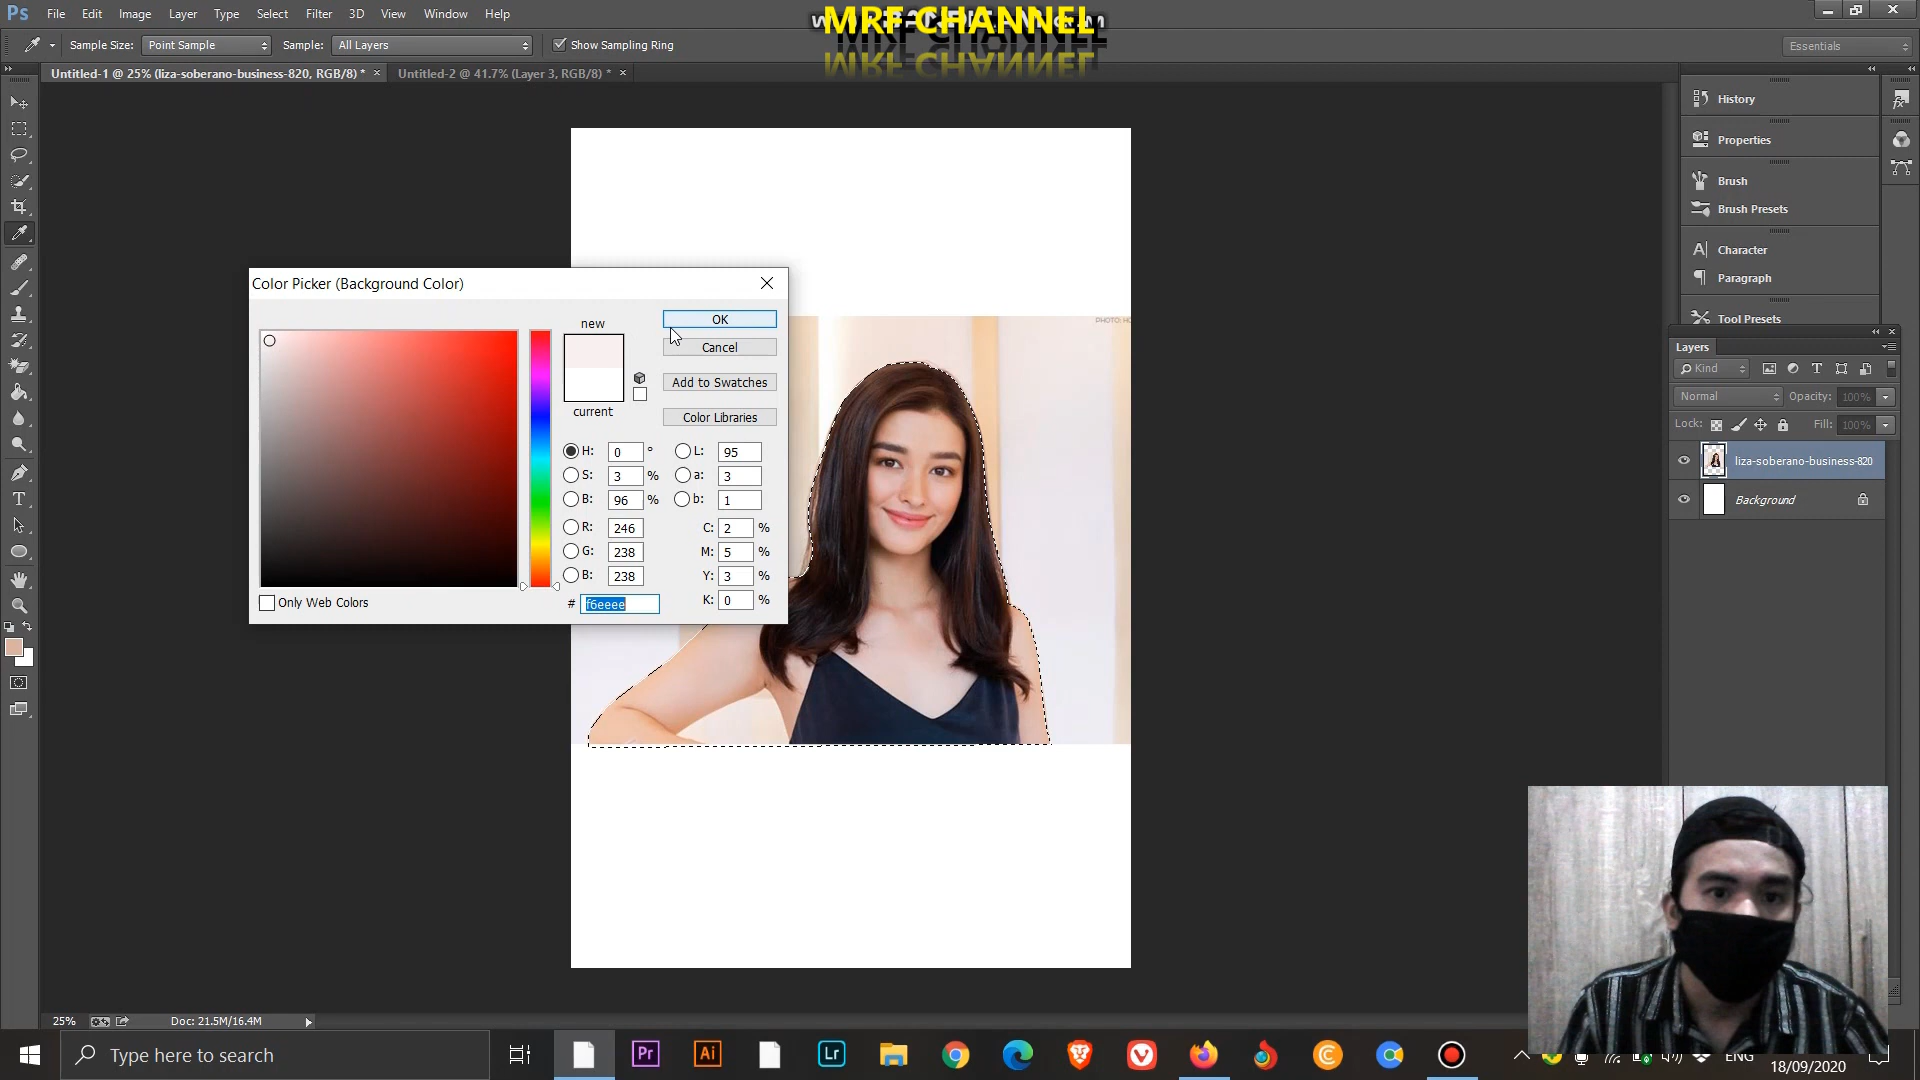 Ps File Edit Image Layer Type Select Filter 3D View Window Help
MRF CHANNEL
Sample Size: Point Sample Sample: All Layers Show Sampling Ring
Essentials
Untitled-1 @ 25% (liza-soberano-business-820, RGB/8) * × Untitled-2 @ 41.7% (Layer 3, RGB/8) * ×
History
Properties
Brush
Brush Presets
Character
Paragraph
Tool Presets
Color Picker (Background Color)
new
current
OK
Cancel
Add to Swatches
Color Libraries
H: 0 ° L: 95
S: 3 % a: 3
B: 96 % b: 1
R: 246 C: 2 %
G: 238 M: 5 %
B: 238 Y: 3 %
# f6eeee K: 0 %
Only Web Colors
Layers
Kind
Normal Opacity: 100%
Lock: Fill: 100%
liza-soberano-business-820
Background
25% Doc: 21.5M/16.4M
Type here to search
Pr Ai Lr
ENG
18/09/2020